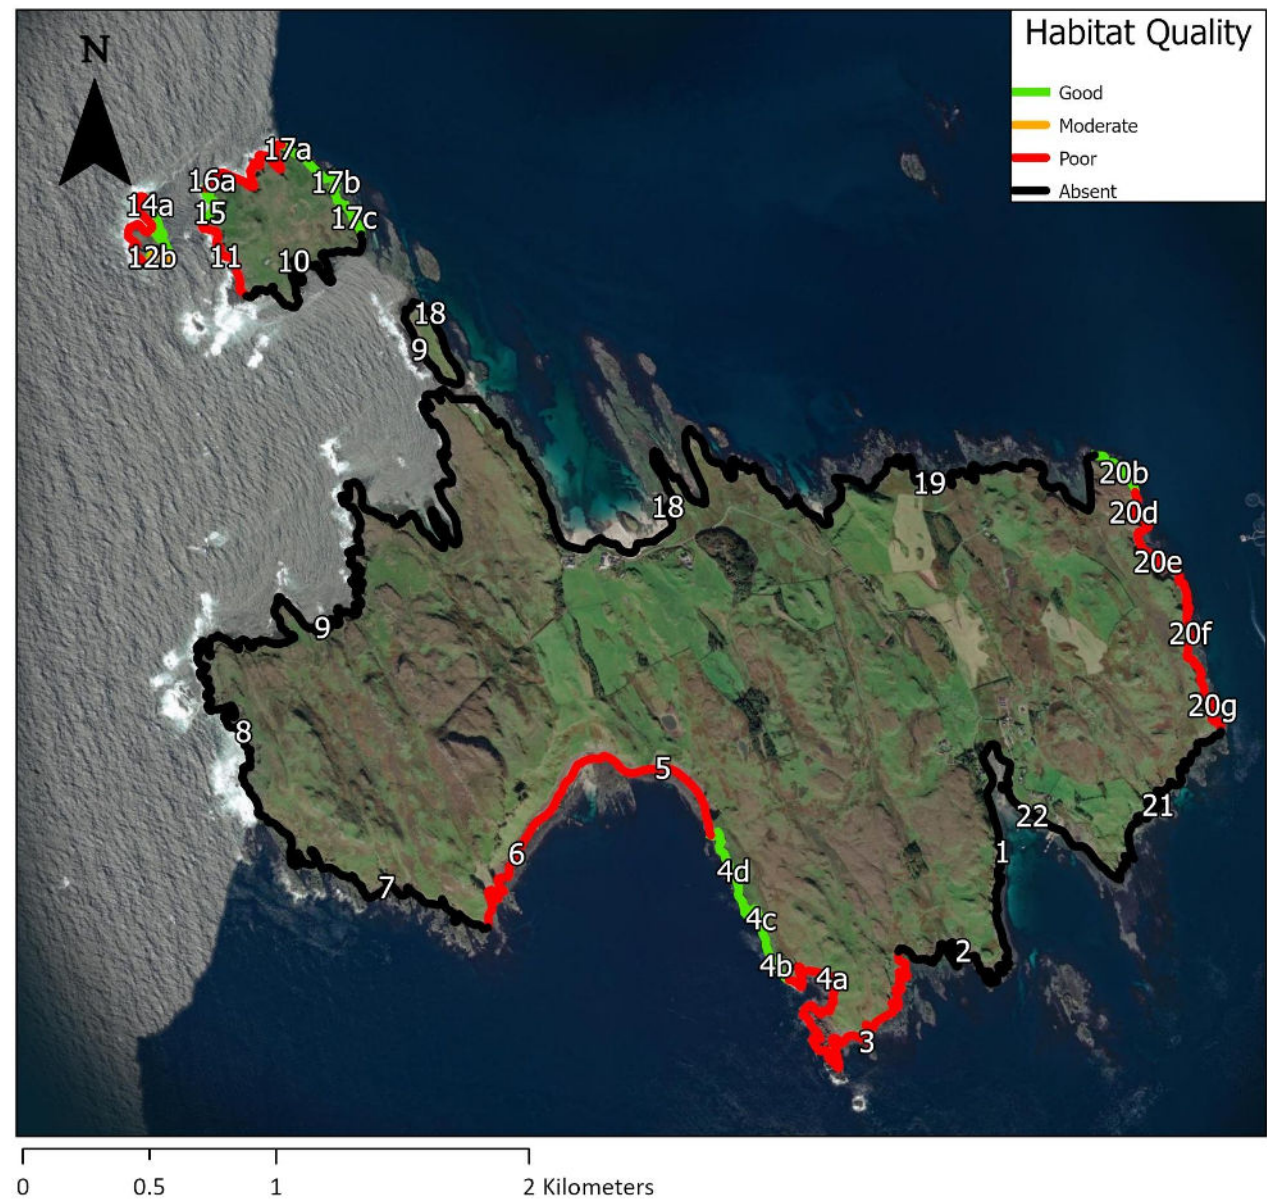 Habitat Quality
Good
Moderate
Poor
Absent
N
17a
16a
17b
14a
15
17c
12b
11
10
18
9
20b
19
18
20d
20e
9
20f
20g
8
5
21
22
6
1
4d
7
4c
2
4b
4a
3
0
0.5
1
2 Kilometers